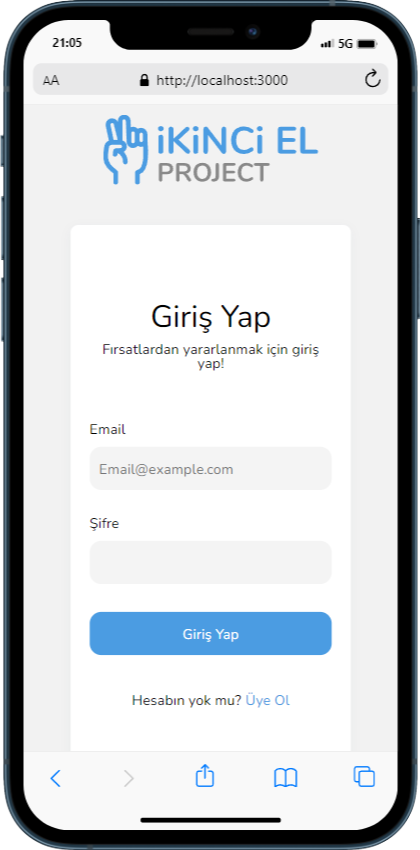 21:05
5G
AA
http://localhost:3000
iKiNCi EL
PROJECT
Giriş Yap
Fırsatlardan yararlanmak için giriş
yap!
Email
Email@example.com
Şifre
Giriş Yap
Hesabın yok mu? Üye Ol